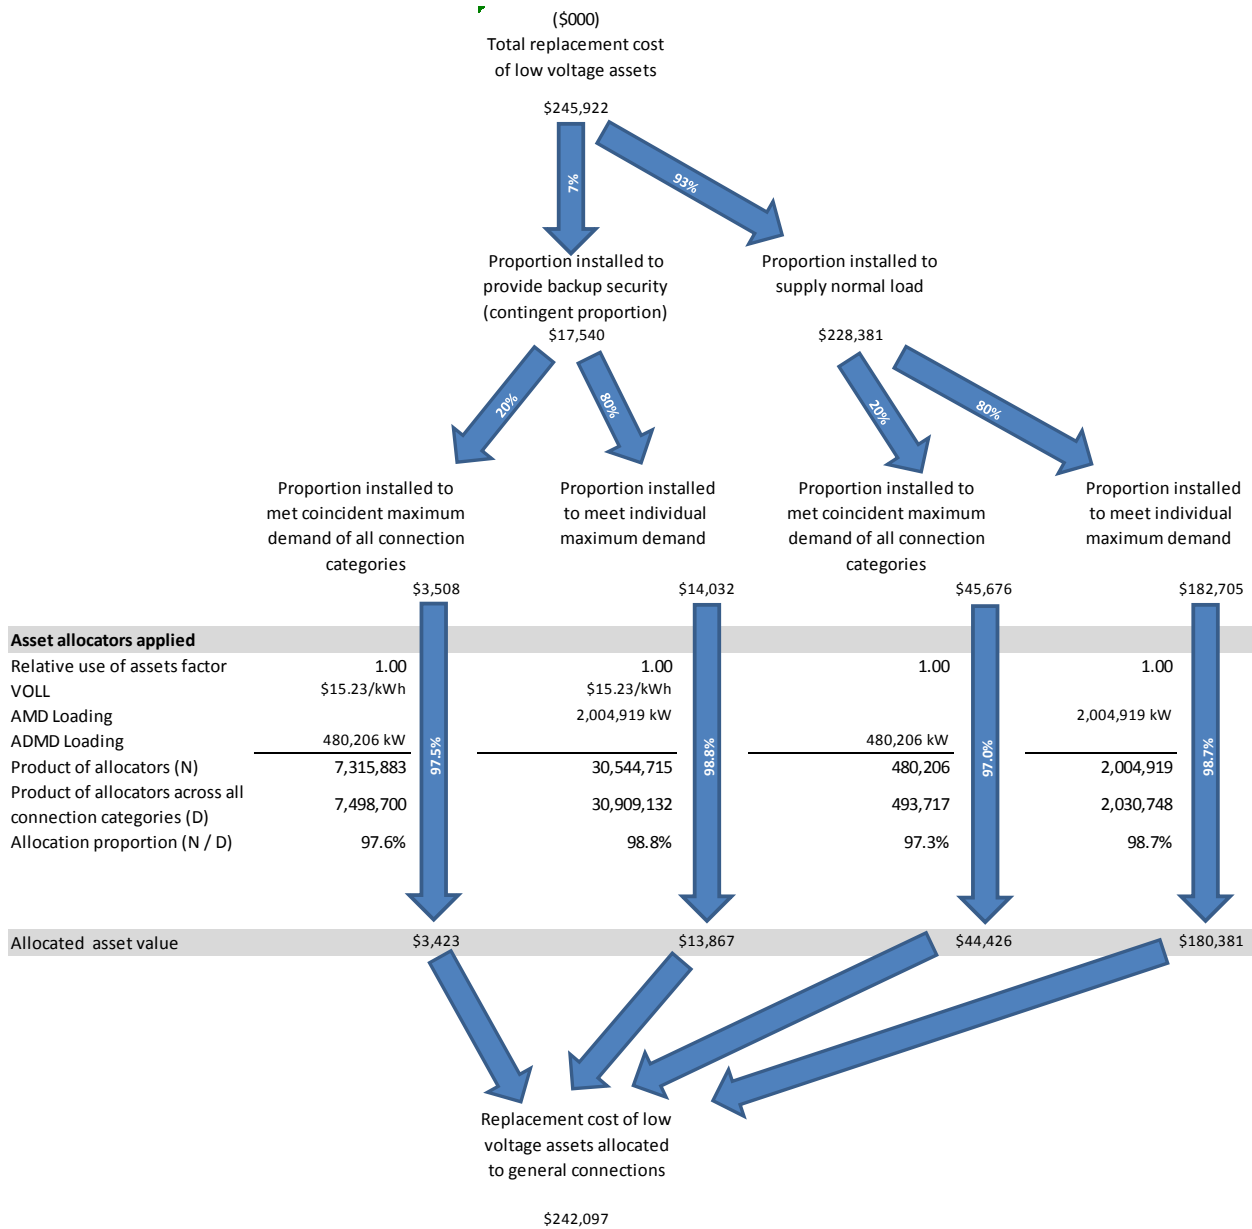 ($000)
Total replacement cost
of low voltage assets
$245,922
7%
93%
Proportion installed to
provide backup security
(contingent proportion)
$17,540
Proportion installed to
supply normal load
$228,381
20%
80%
20%
80%
Proportion installed to
met coincident maximum
demand of all connection
categories
$3,508
Proportion installed
to meet individual
maximum demand
$14,032
Proportion installed to
met coincident maximum
demand of all connection
categories
$45,676
Proportion installed
to meet individual
maximum demand
$182,705
Asset allocators applied
Relative use of assets factor 1.00 1.00 1.00 1.00
VOLL $15.23/kWh $15.23/kWh
AMD Loading 2,004,919 kW 2,004,919 kW
ADMD Loading 480,206 kW 480,206 kW
97.5%
98.8%
97.0%
98.7%
Product of allocators (N) 7,315,883 30,544,715 480,206 2,004,919
Product of allocators across all
connection categories (D) 7,498,700 30,909,132 493,717 2,030,748
Allocation proportion (N / D) 97.6% 98.8% 97.3% 98.7%
Allocated asset value $3,423 $13,867 $44,426 $180,381
Replacement cost of low
voltage assets allocated
to general connections
$242,097